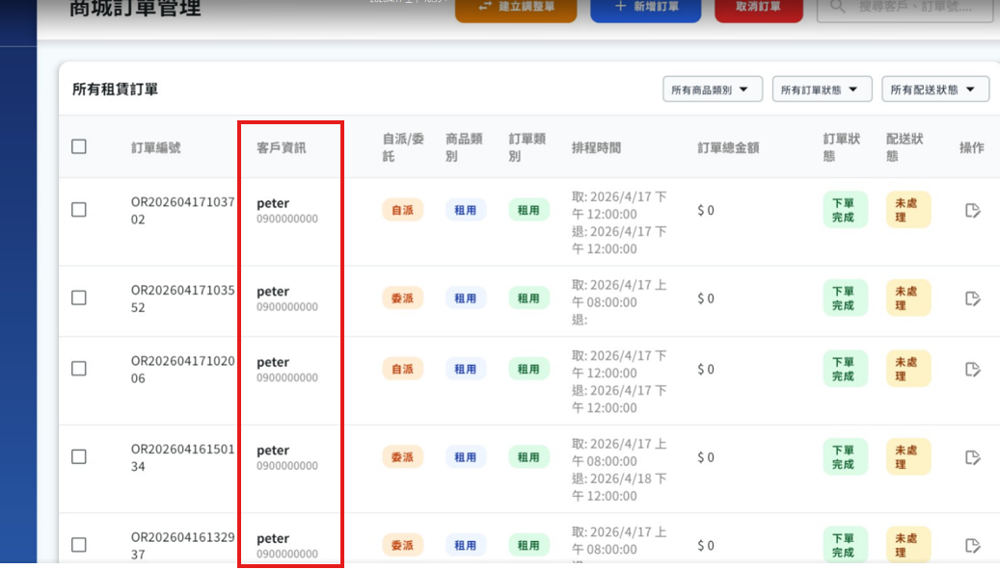 商城訂單管理
建立調整單
新增訂單
取消訂單
搜尋客戶、訂單號....
所有租賃訂單
所有商品類別
所有訂單狀態
所有配送狀態
訂單編號
客戶資訊
自派/委
託
商品類
別
訂單類
別
排程時間
訂單總金額
訂單狀
態
配送狀
態
操作
OR202604171037
02
peter
0900000000
自派
租用
租用
取: 2026/4/17 下
午 12:00:00
退: 2026/4/17 下
午 12:00:00
$ 0
下單
完成
未處
理
OR202604171035
52
peter
0900000000
委派
租用
租用
取: 2026/4/17 上
午 08:00:00
退:
$ 0
下單
完成
未處
理
OR202604171020
06
peter
0900000000
自派
租用
租用
取: 2026/4/17 下
午 12:00:00
退: 2026/4/17 下
午 12:00:00
$ 0
下單
完成
未處
理
OR202604161501
34
peter
0900000000
委派
租用
租用
取: 2026/4/17 上
午 08:00:00
退: 2026/4/18 下
午 12:00:00
$ 0
下單
完成
未處
理
OR202604161329
37
peter
0900000000
委派
租用
租用
取: 2026/4/17 上
午 08:00:00
$ 0
下單
完成
未處
理